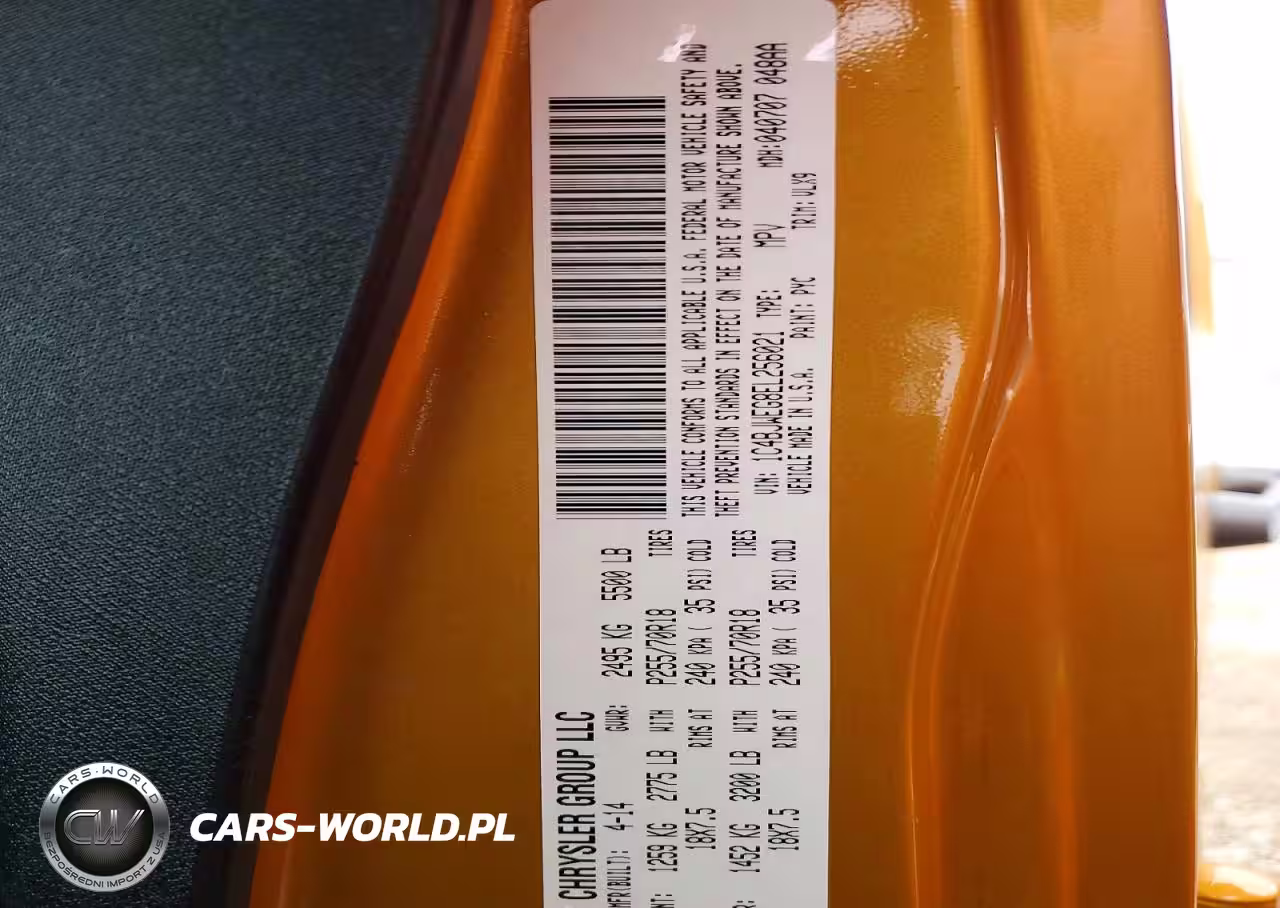 CHRYSLER GROUP LLC
MFR(BUILT): 4-14 GVWR: 2495 KG 5500 LB
NT: 1259 KG 2775 LB WITH P255/70R18 TIRES
18X7.5 RIMS AT 240 KPA ( 35 PSI) COLD
R: 1452 KG 3200 LB WITH P255/70R18 TIRES
18X7.5 RIMS AT 240 KPA ( 35 PSI) COLD
THIS VEHICLE CONFORMS TO ALL APPLICABLE U.S.A. FEDERAL MOTOR VEHICLE SAFETY AND
THEFT PREVENTION STANDARDS IN EFFECT ON THE DATE OF MANUFACTURE SHOWN ABOVE.
VIN: 1C4BJWEG8EL256021 TYPE: MPV MDH:040707 048AA
VEHICLE MADE IN U.S.A. PAINT: PYC TRIM:VLX9
CARS-WORLD
CW
BEZPOŚREDNI IMPORT Z USA
CARS-WORLD.PL